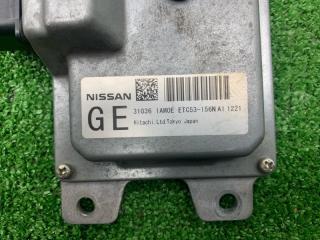 NISSAN
GE
31036 1AM0E ETC53-156N A1 1221
Hitachi.Ltd.Tokyo Japan